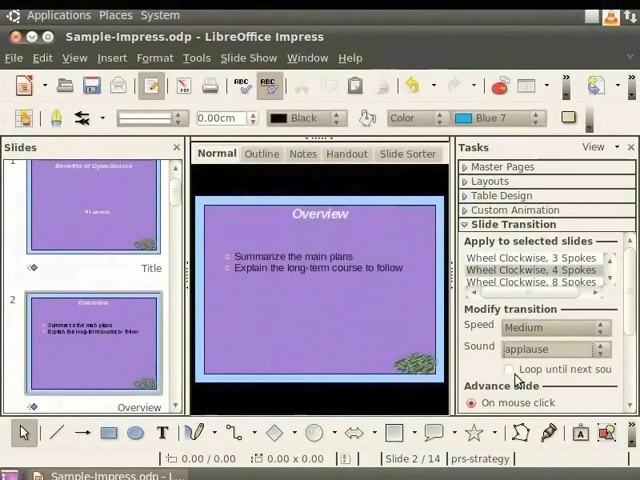 Applications Places System
Sample-Impress.odp - LibreOffice Impress
File Edit View Insert Format Tools Slide Show Window Help
ABC ABC
0.00cm Black Color Blue 7
Slides
Normal Outline Notes Handout Slide Sorter
Tasks View
Master Pages
Layouts
Table Design
Custom Animation
Slide Transition
Apply to selected slides
Wheel Clockwise, 3 Spokes
Wheel Clockwise, 4 Spokes
Wheel Clockwise, 8 Spokes
Modify transition
Speed Medium
Sound applause
Loop until next sou
Advance slide
On mouse click
1
Benefits of OpenSource
Title
2
Overview
Summarize the main plans
Explain the long-term course to follow
Overview
Overview
Summarize the main plans
Explain the long-term course to follow
T A
0.00 / 0.00 0.00 x 0.00 Slide 2 / 14 prs-strategy
Sample-Impress.odp - L...